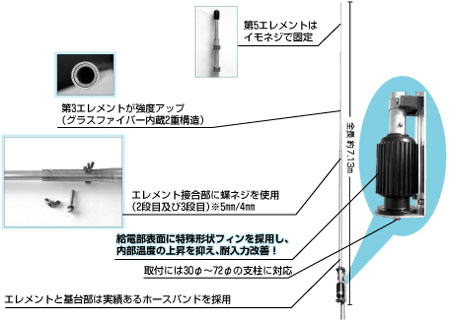 第5エレメントは
イモネジで固定
第3エレメントが強度アップ
(グラスファイバー内蔵2重構造)
全長 約7.13m
エレメント接合部に蝶ネジを使用
(2段目及び3段目)※5mm/4mm
給電部表面に特殊形状フィンを採用し、
内部温度の上昇を抑え、耐入力改善!
取付には30φ〜72φの支柱に対応
エレメントと基台部は実績あるホースバンドを採用